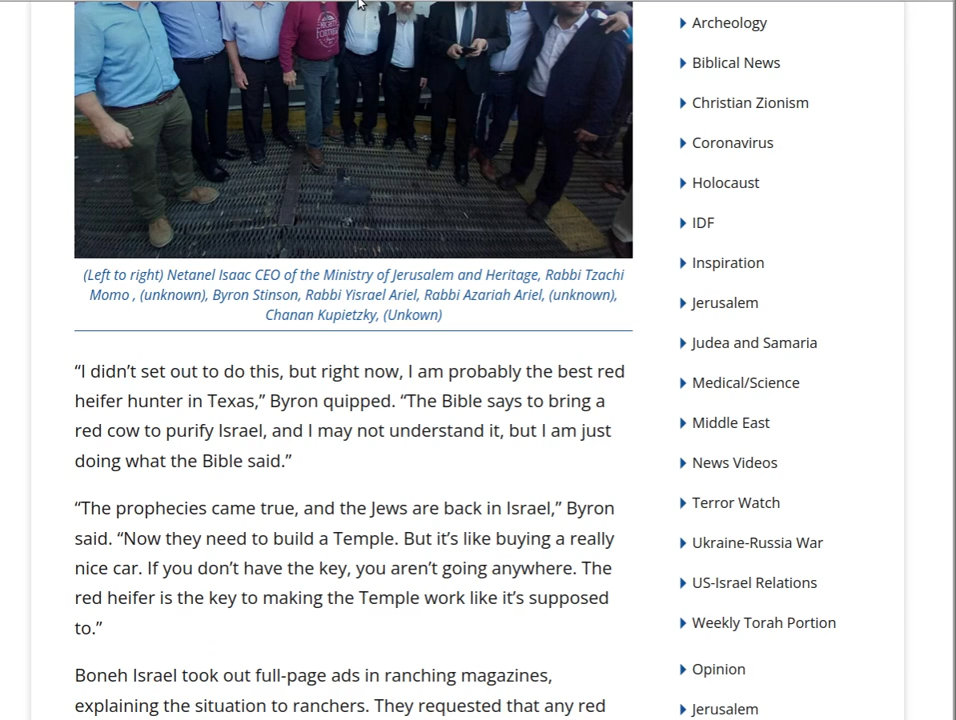 (Left to right) Netanel Isaac CEO of the Ministry of Jerusalem and Heritage, Rabbi Tzachi
Momo , (unknown), Byron Stinson, Rabbi Yisrael Ariel, Rabbi Azariah Ariel, (unknown),
Chanan Kupietzky, (Unkown)
“I didn’t set out to do this, but right now, I am probably the best red
heifer hunter in Texas,” Byron quipped. “The Bible says to bring a
red cow to purify Israel, and I may not understand it, but I am just
doing what the Bible said.”
“The prophecies came true, and the Jews are back in Israel,” Byron
said. “Now they need to build a Temple. But it’s like buying a really
nice car. If you don’t have the key, you aren’t going anywhere. The
red heifer is the key to making the Temple work like it’s supposed
to.”
Boneh Israel took out full-page ads in ranching magazines,
explaining the situation to ranchers. They requested that any red
Archeology
Biblical News
Christian Zionism
Coronavirus
Holocaust
IDF
Inspiration
Jerusalem
Judea and Samaria
Medical/Science
Middle East
News Videos
Terror Watch
Ukraine-Russia War
US-Israel Relations
Weekly Torah Portion
Opinion
Jerusalem